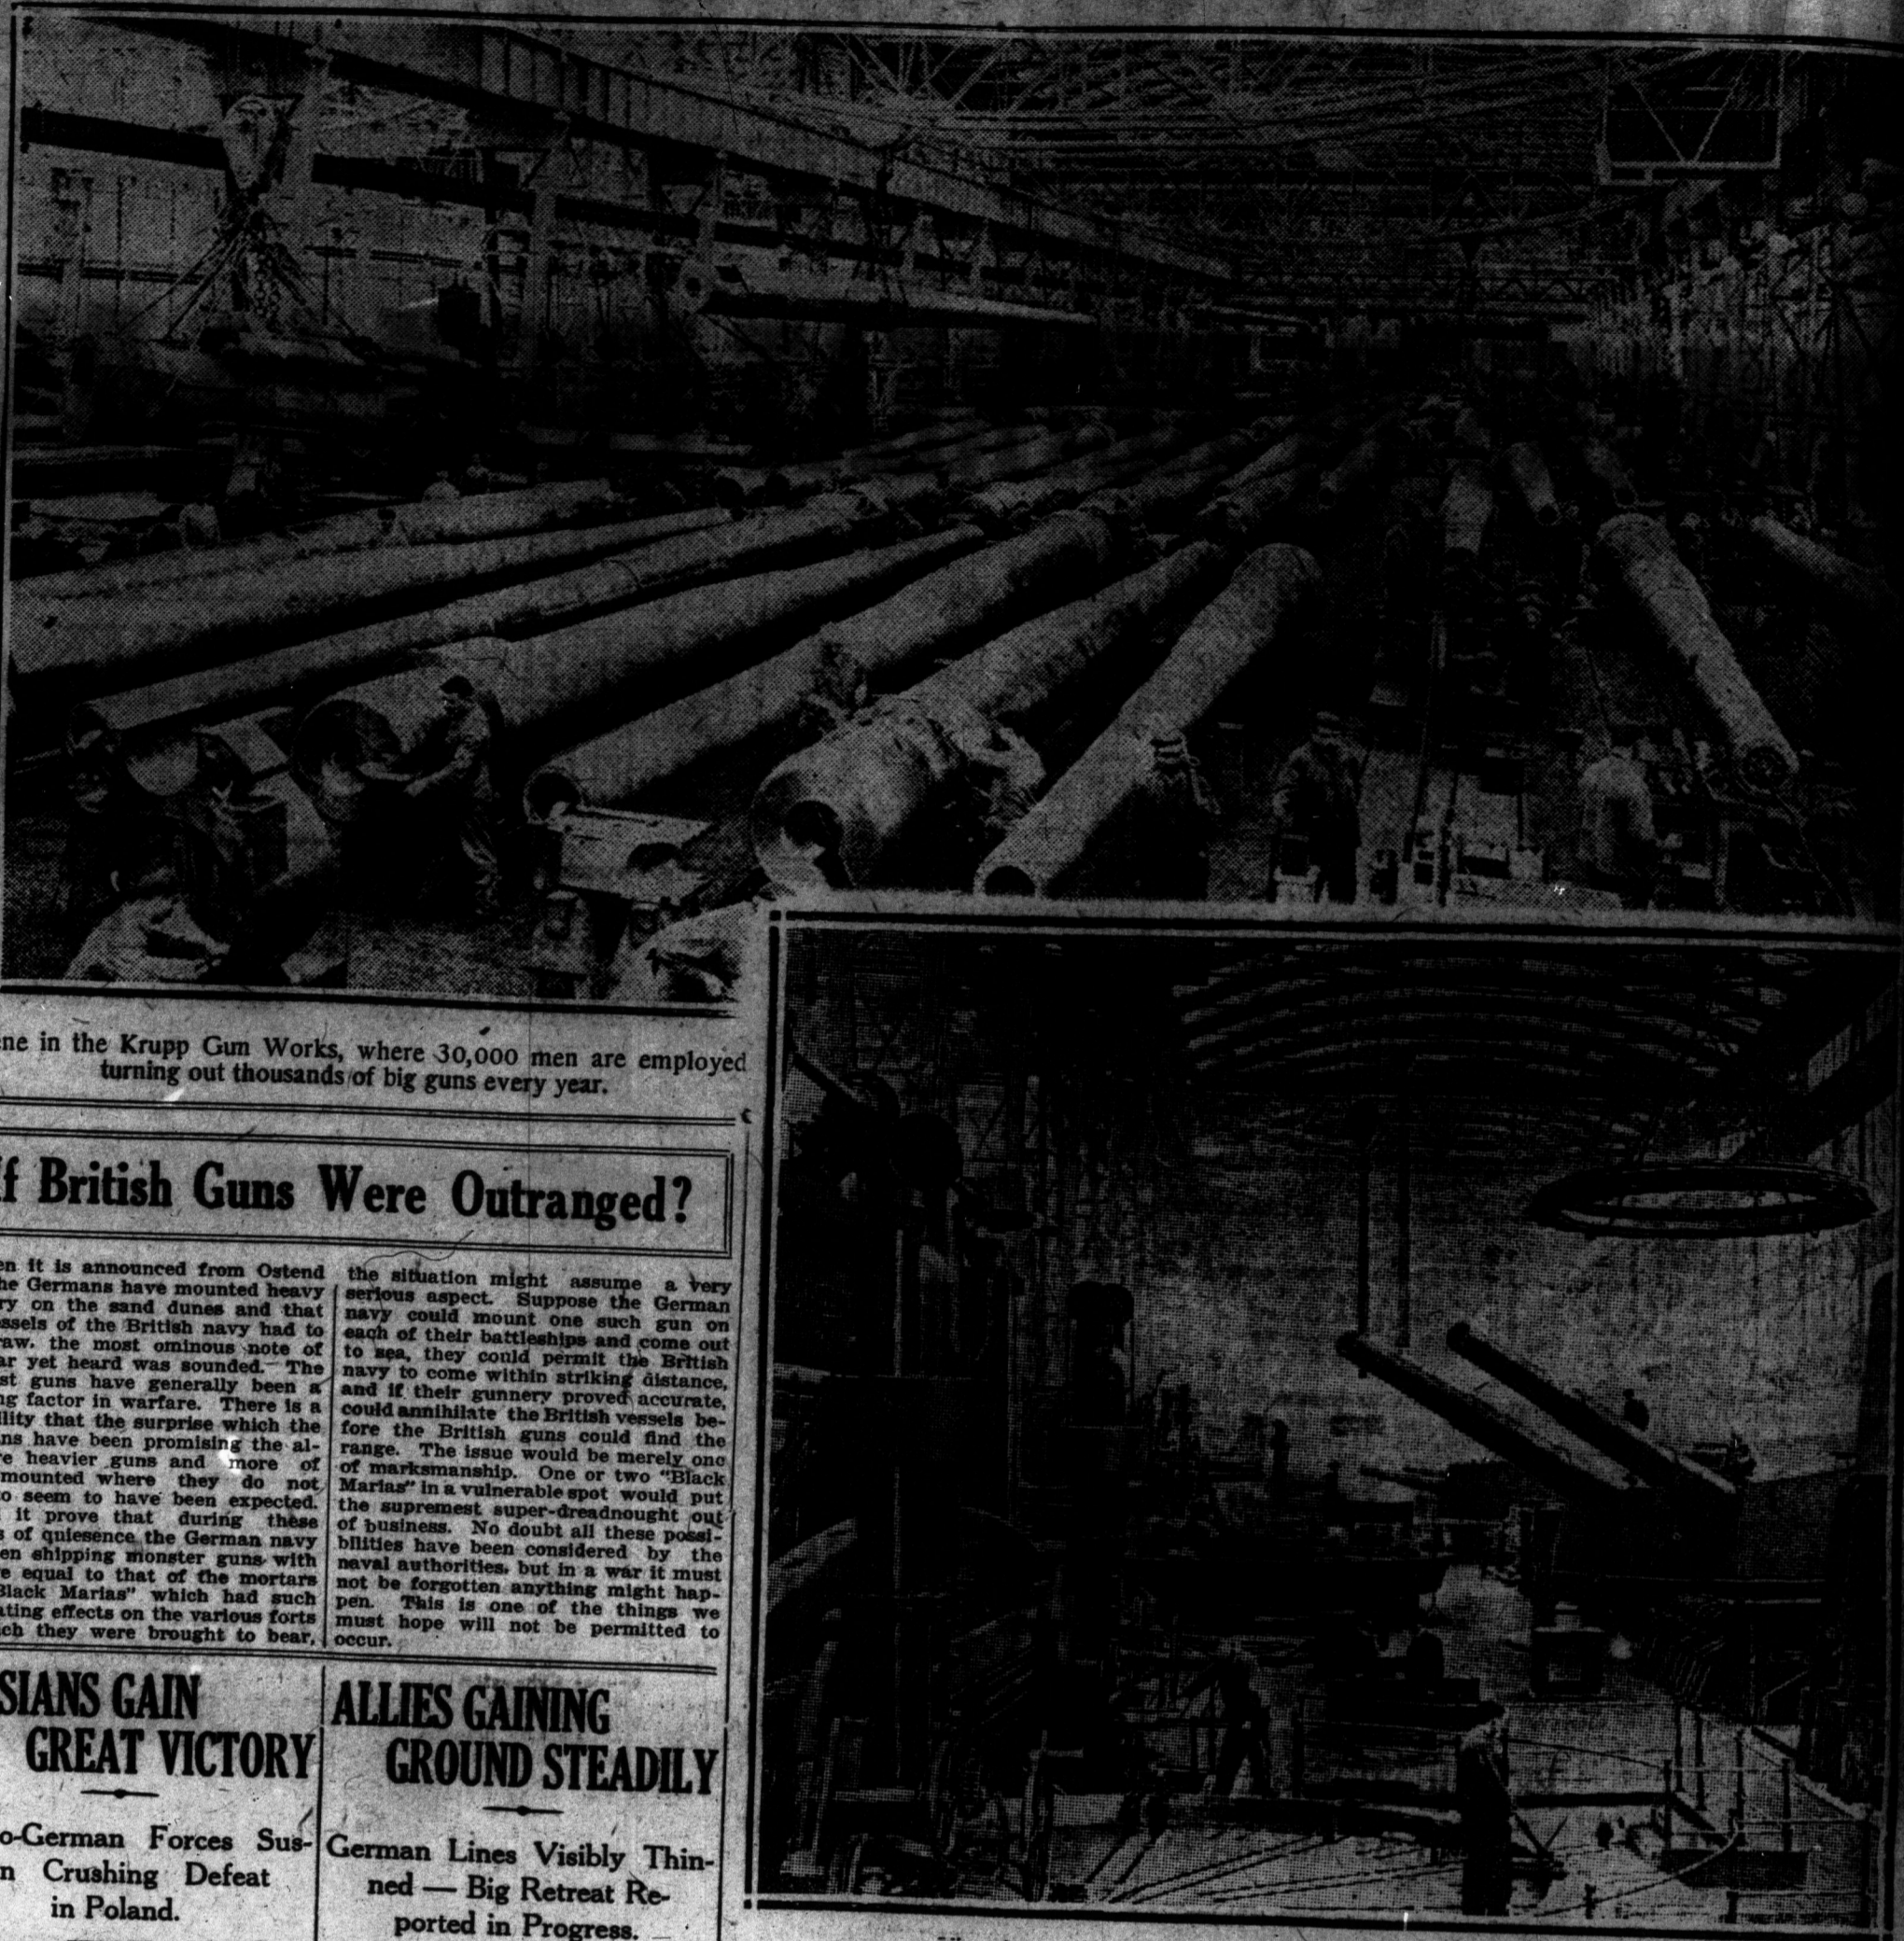 ne in the Krupp Gun Works, where 30,000 men are employed
turning out thousands of big guns every year.
f British Guns Were Outranged?
en it is announced from Ostend
he Germans have mounted heavy
ry on the sand dunes and that
ssels of the British navy had to
raw, the most ominous note of
ar yet heard was sounded. The
st guns have generally been a
ng factor in warfare. There is a
ility that the surprise which the
ns have been promising the al-
e heavier guns and more of
mounted where they do not
o seem to have been expected.
it prove that during these
s of quiesence the German navy
en shipping monster guns with
e equal to that of the mortars
Black Marias" which had such
ating effects on the various forts
ch they were brought to bear,
the situation might assume a very
serious aspect. Suppose the German
navy could mount one such gun on
each of their battleships and come out
to sea, they could permit the British
navy to come within striking distance,
and if their gunnery proved accurate,
could annihilate the British vessels be-
fore the British guns could find the
range. The issue would be merely one
of marksmanship. One or two "Black
Marias" in a vulnerable spot would put
the supremest super-dreadnought out
of business. No doubt all these possi-
bilities have been considered by the
naval authorities, but in a war it must
not be forgotten anything might hap-
pen. This is one of the things we
must hope will not be permitted to
occur.
SIANS GAIN
GREAT VICTORY
o-German Forces Sus-
n Crushing Defeat
in Poland.
ALLIES GAINING
GROUND STEADILY
German Lines Visibly Thin-
ned — Big Retreat Re-
ported in Progress.